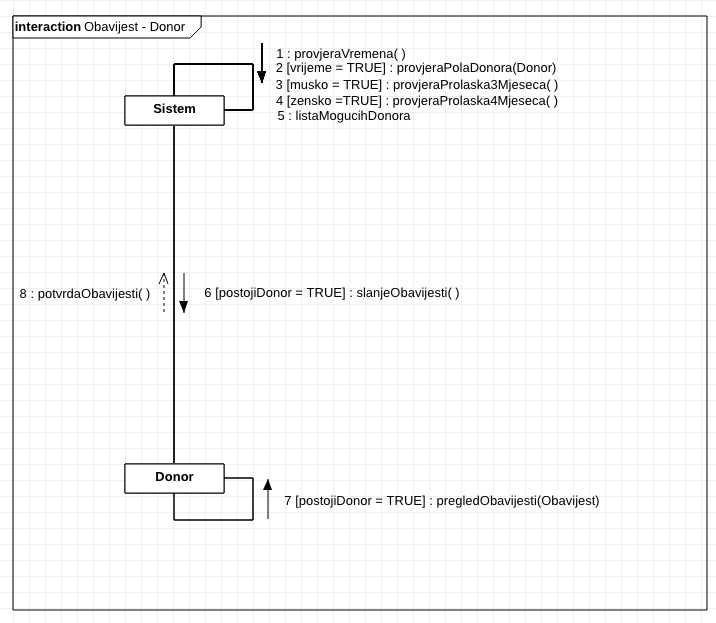 interaction Obavijest - Donor
1 : provjeraVremena( )
2 [vrijeme = TRUE] : provjeraPolaDonora(Donor)
3 [musko = TRUE] : provjeraProlaska3Mjeseca( )
4 [zensko =TRUE] : provjeraProlaska4Mjeseca( )
5 : listaMogucihDonora
Sistem
8 : potvrdaObavijesti( )
6 [postojiDonor = TRUE] : slanjeObavijesti( )
Donor
7 [postojiDonor = TRUE] : pregledObavijesti(Obavijest)